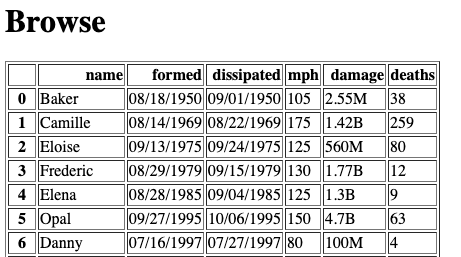 Browse
name formed dissipated mph damage deaths
0 Baker 08/18/1950 09/01/1950 105 2.55M 38
1 Camille 08/14/1969 08/22/1969 175 1.42B 259
2 Eloise 09/13/1975 09/24/1975 125 560M 80
3 Frederic 08/29/1979 09/15/1979 130 1.77B 12
4 Elena 08/28/1985 09/04/1985 125 1.3B 9
5 Opal 09/27/1995 10/06/1995 150 4.7B 63
6 Danny 07/16/1997 07/27/1997 80 100M 4